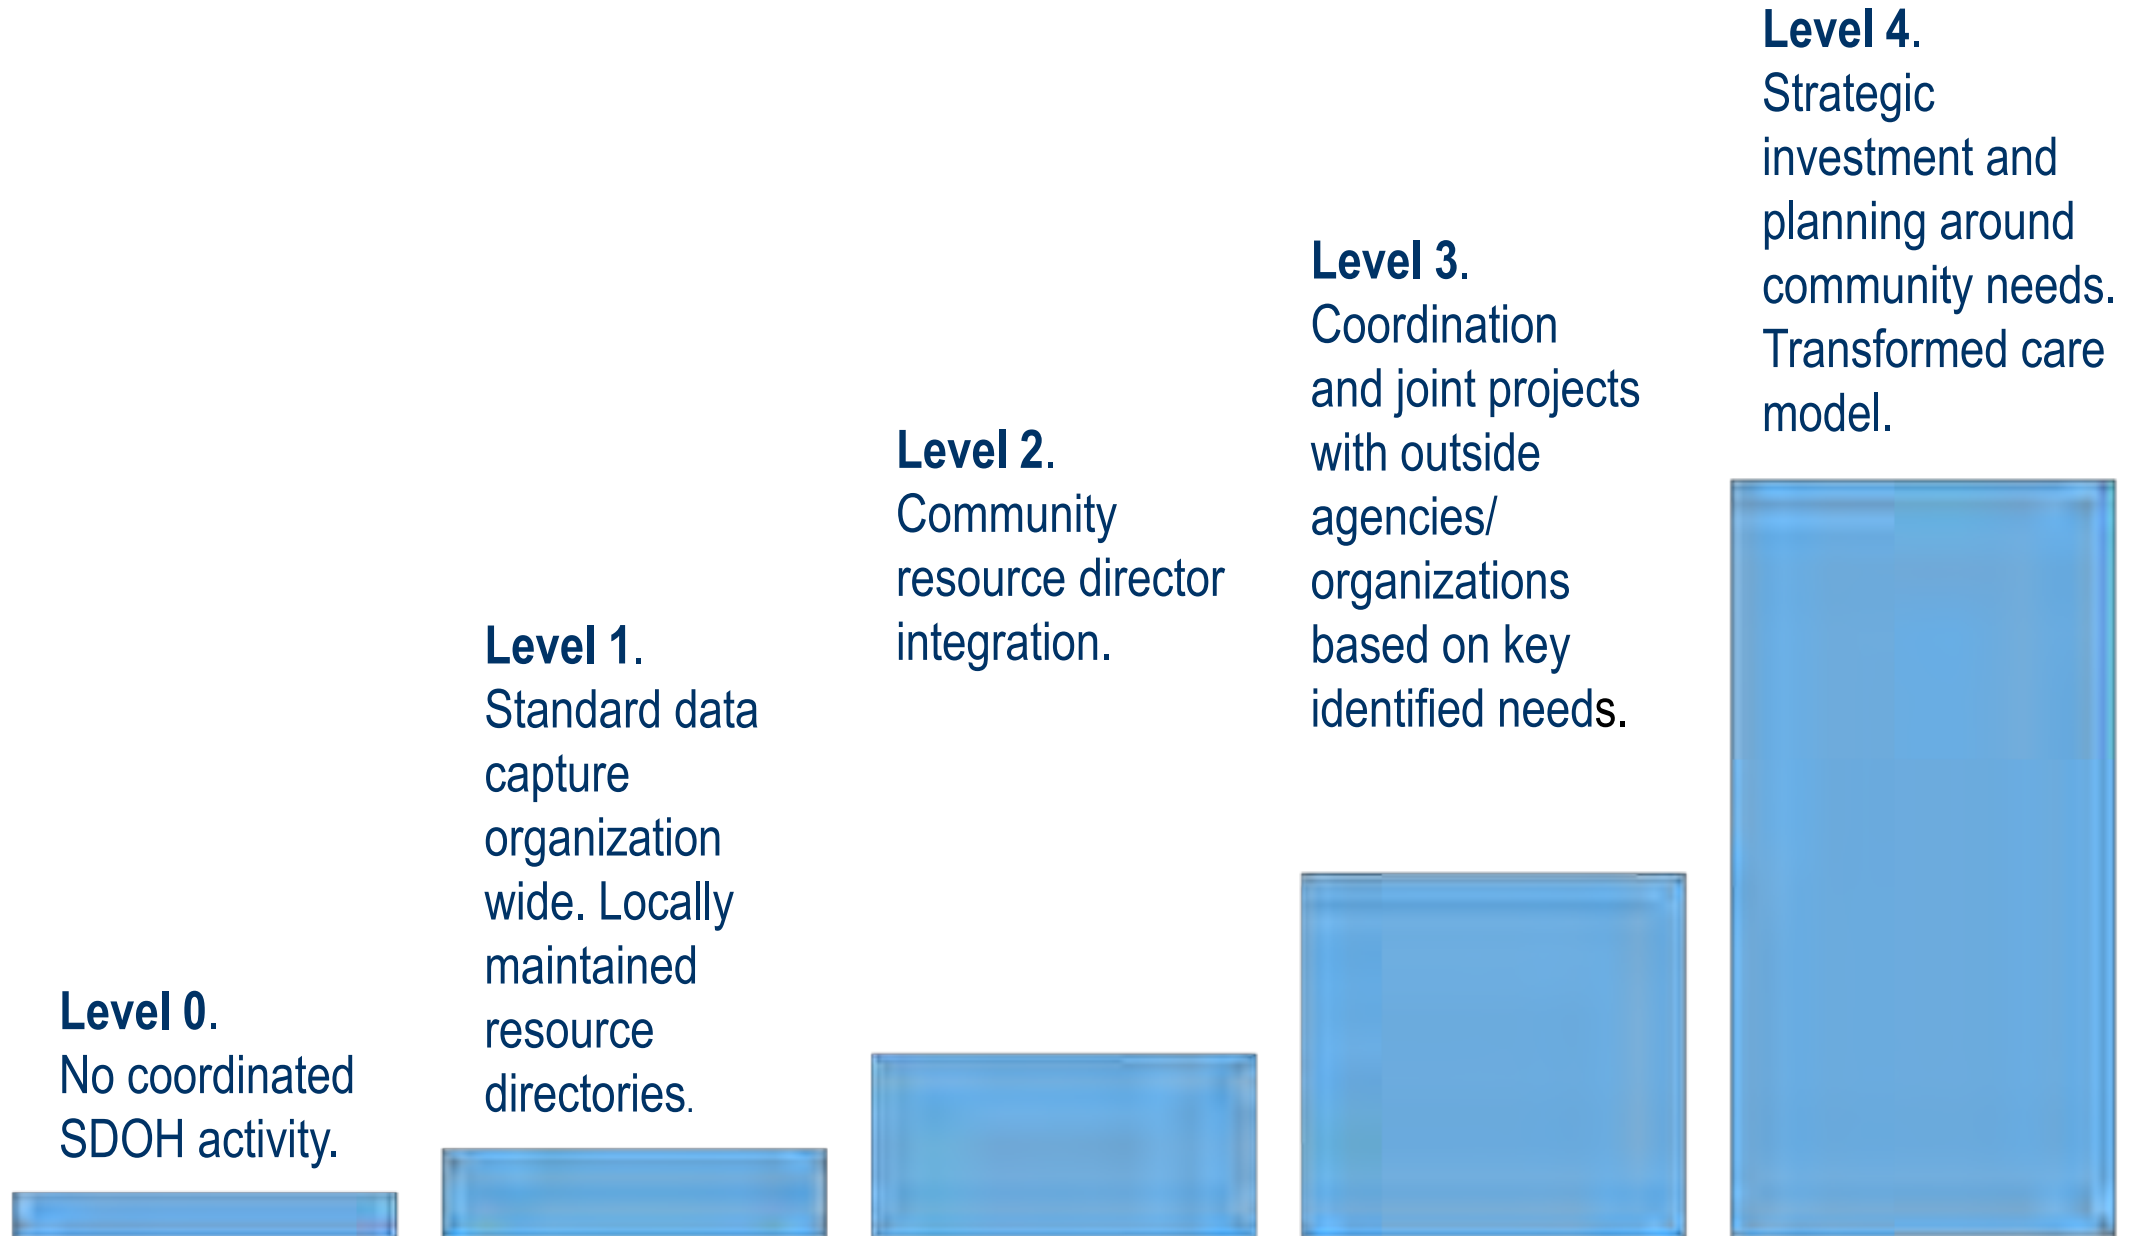 Level 0.
No coordinated
SDOH activity.
Level 1.
Standard data
capture
organization
wide. Locally
maintained
resource
directories.
Level 2.
Community
resource director
integration.
Level 3.
Coordination
and joint projects
with outside
agencies/
organizations
based on key
identified needs.
Level 4.
Strategic
investment and
planning around
community needs.
Transformed care
model.